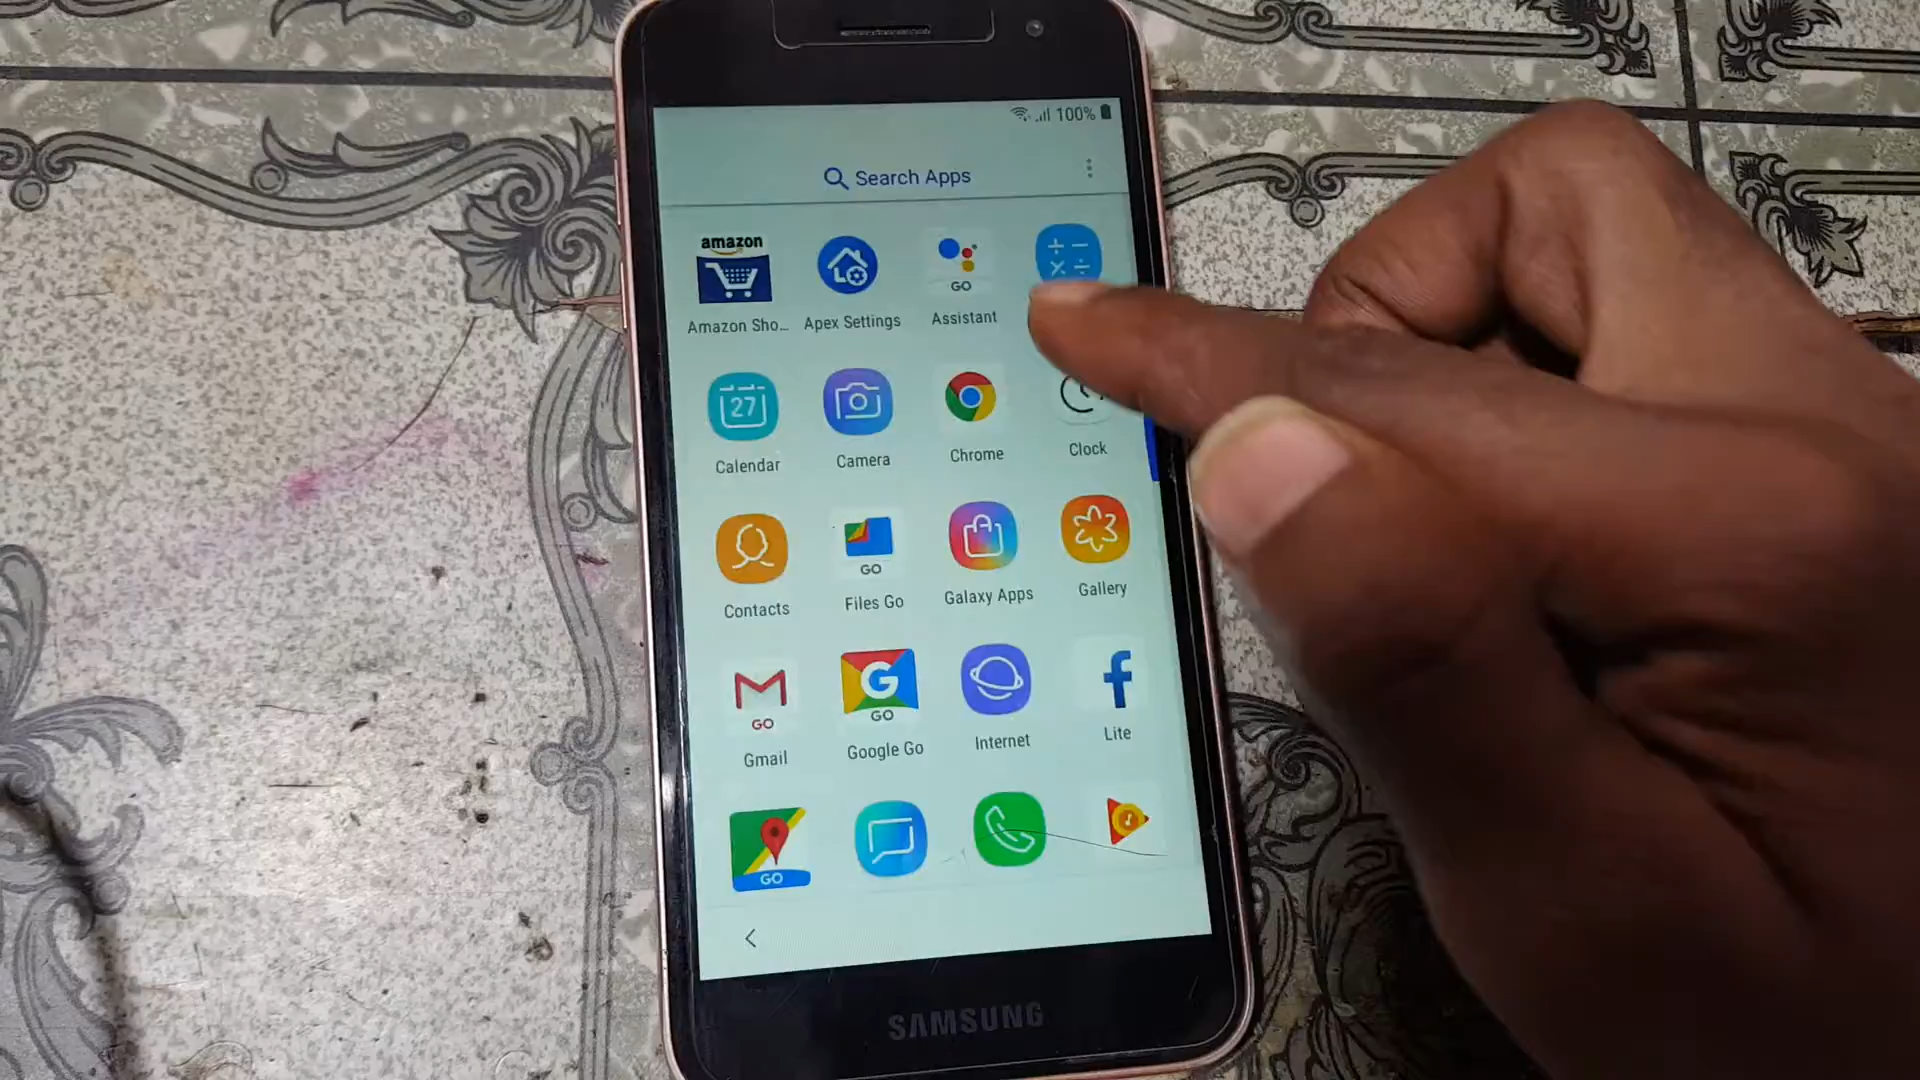 100%
Search Apps
amazon
GO
Amazon Sho...
Apex Settings
Assistant
27
Calendar
Camera
Chrome
Clock
GO
Contacts
Files Go
Galaxy Apps
Gallery
G
GO
GO
f
Gmail
Google Go
Internet
Lite
GO
SAMSUNG